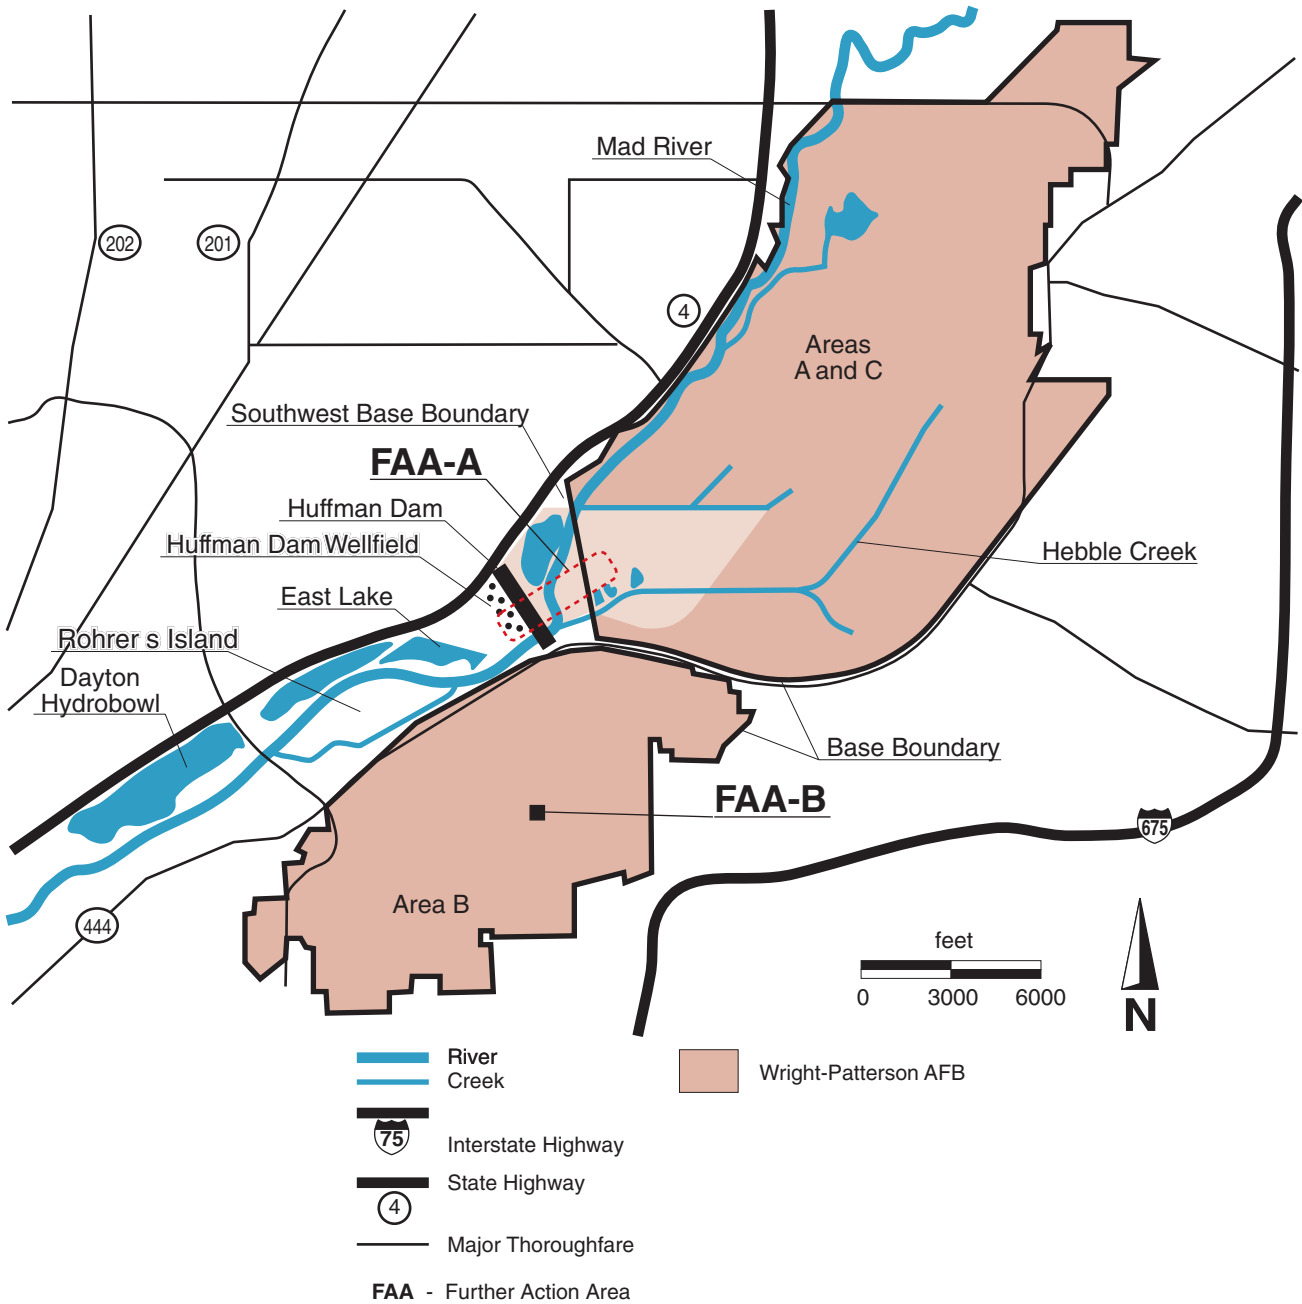 Mad River
202
201
4
Areas
A and C
Southwest Base Boundary
FAA-A
Huffman Dam
Huffman Dam Wellfield
Hebble Creek
East Lake
Rohrer s Island
Dayton
Hydrobowl
Base Boundary
FAA-B
675
Area B
444
feet
0 3000 6000
N
River
Creek
Wright-Patterson AFB
75
Interstate Highway
State Highway
4
Major Thoroughfare
FAA - Further Action Area